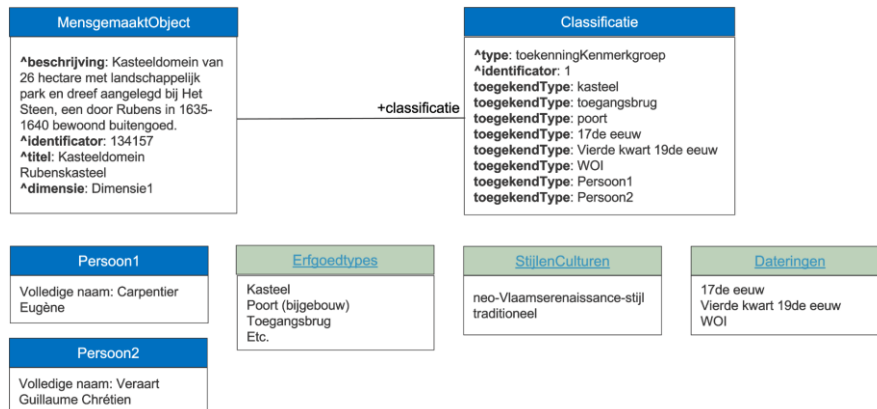 MensgemaaktObject
^beschrijving: Kasteeldomein van
26 hectare met landschappelijk
park en dreef aangelegd bij Het
Steen, een door Rubens in 1635-
1640 bewoond buitengoed.
^identificator: 134157
^titel: Kasteeldomein
Rubenskasteel
^dimensie: Dimensie1
+classificatie
Classificatie
^type: toekenningKenmerkgroep
^identificator: 1
toegekendType: kasteel
toegekendType: toegangsbrug
toegekendType: poort
toegekendType: 17de eeuw
toegekendType: Vierde kwart 19de eeuw
toegekendType: WOI
toegekendType: Persoon1
toegekendType: Persoon2
Persoon1
Volledige naam: Carpentier
Eugène
Erfgoedtypes
Kasteel
Poort (bijgebouw)
Toegangsbrug
Etc.
StijlenCulturen
neo-Vlaamserenaissance-stijl
traditioneel
Dateringen
17de eeuw
Vierde kwart 19de eeuw
WOI
Persoon2
Volledige naam: Veraart
Guillaume Chrétien